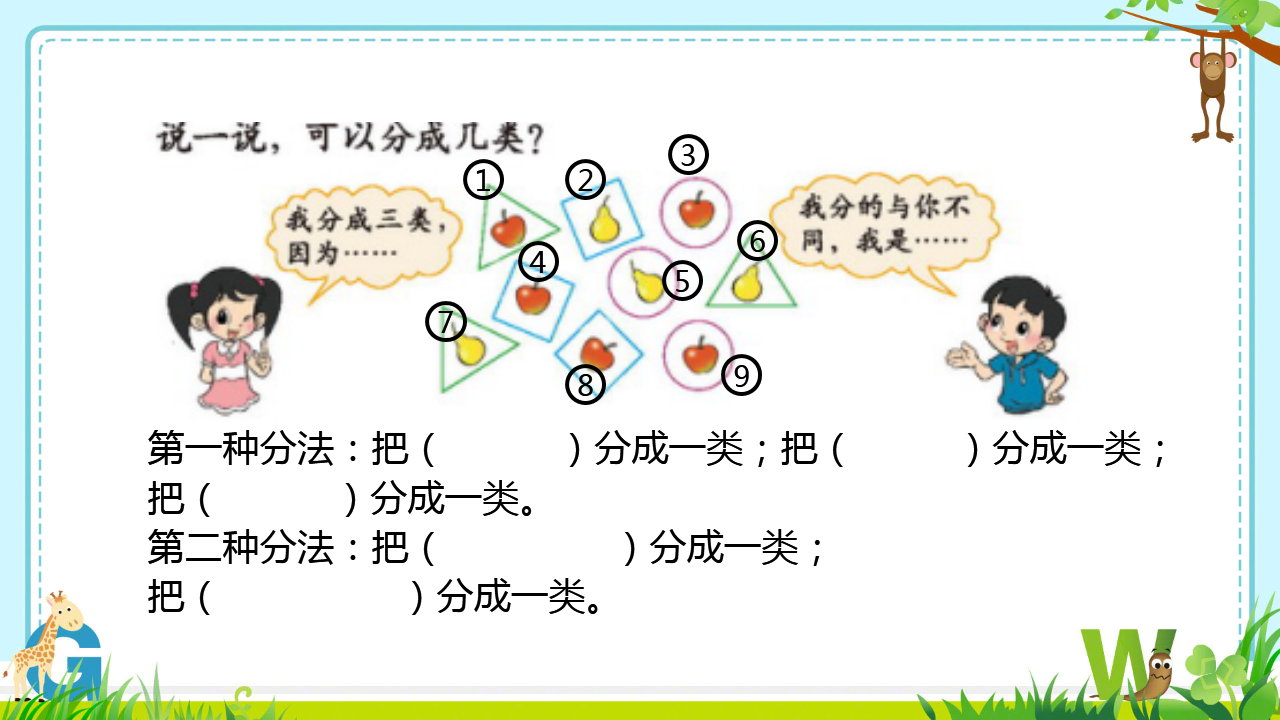 说一说，可以分成几类？
① ② ③
我分成三类，
因为……
我分的与你不
同，我是……
④ ⑤ ⑥
⑦ ⑧ ⑨
第一种分法：把（          ）分成一类；把（          ）分成一类；
把（          ）分成一类。
第二种分法：把（              ）分成一类；
把（              ）分成一类。
G
W